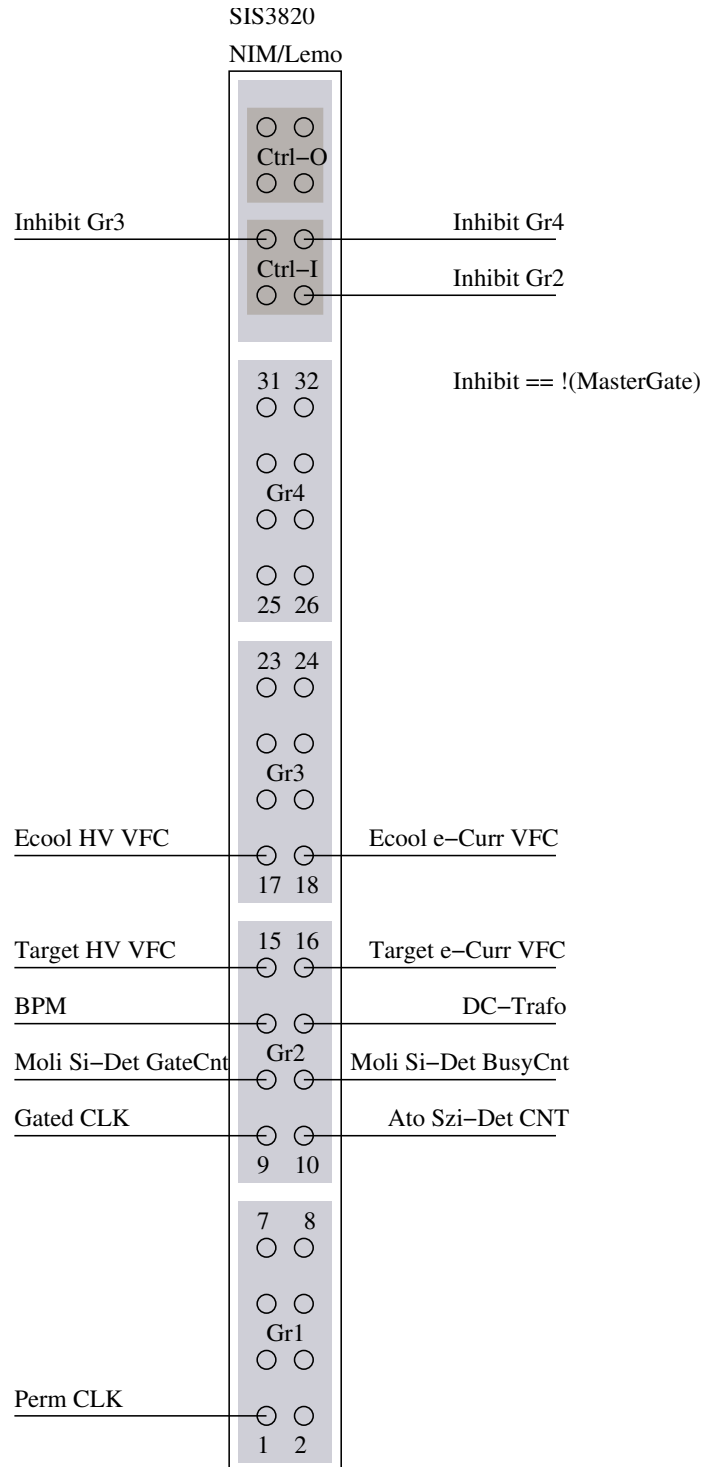 SIS3820
NIM/Lemo
Ctrl−O
Inhibit Gr3
Inhibit Gr4
Ctrl−I
Inhibit Gr2
31 32
Inhibit == !(MasterGate)
Gr4
25 26
23 24
Gr3
Ecool HV VFC
Ecool e−Curr VFC
17 18
15 16
Target HV VFC
Target e−Curr VFC
BPM
DC−Trafo
Gr2
Moli Si−Det GateCnt
Moli Si−Det BusyCnt
Gated CLK
Ato Szi−Det CNT
9 10
7 8
Gr1
Perm CLK
1 2